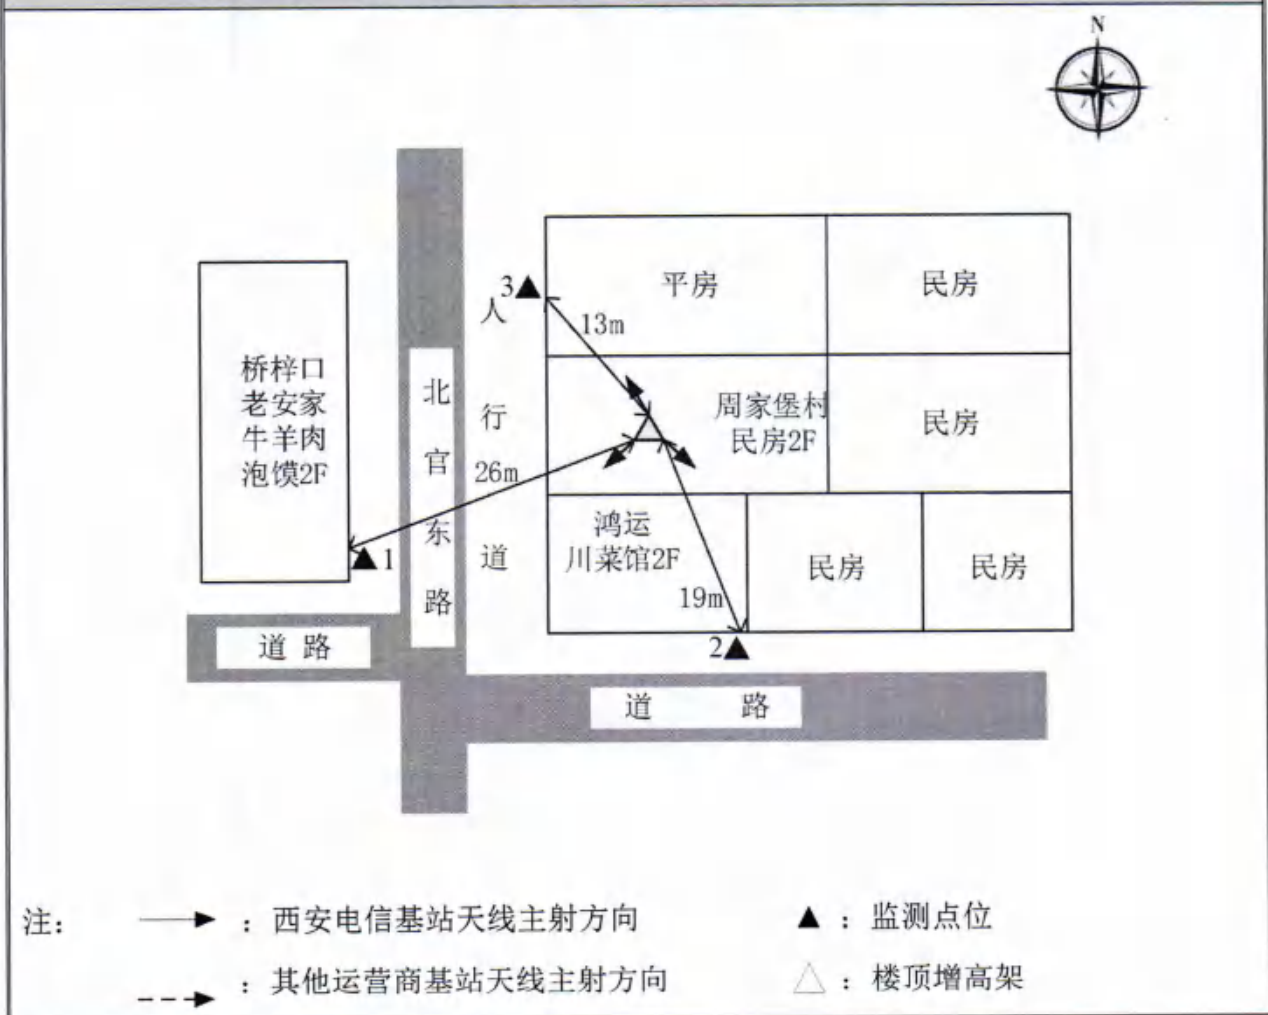 N
3
人
行
道
13m
平房
民房
桥梓口
老安家
牛羊肉
泡馍2F
北
官
东
路
26m
周家堡村
民房2F
民房
1
鸿运
川菜馆2F
19m
民房
民房
2
道 路
道 路
注:
:西安电信基站天线主射方向
:监测点位
:其他运营商基站天线主射方向
:楼顶增高架